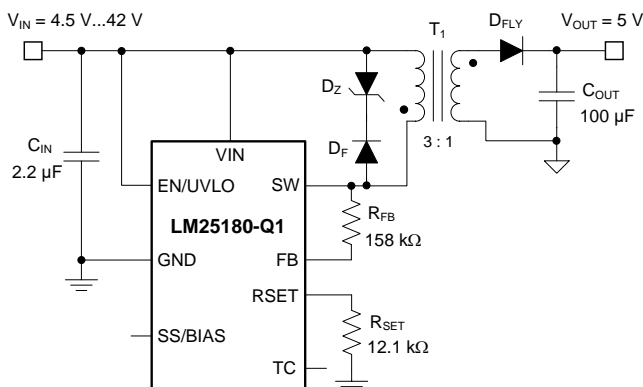 V_IN = 4.5 V...42 V
T_1
D_FLY
V_OUT = 5 V
D_Z
C_OUT
100 µF
D_F
3 : 1
C_IN
2.2 µF
VIN
EN/UVLO
SW
LM25180-Q1
R_FB
158 kΩ
GND
FB
RSET
R_SET
12.1 kΩ
SS/BIAS
TC